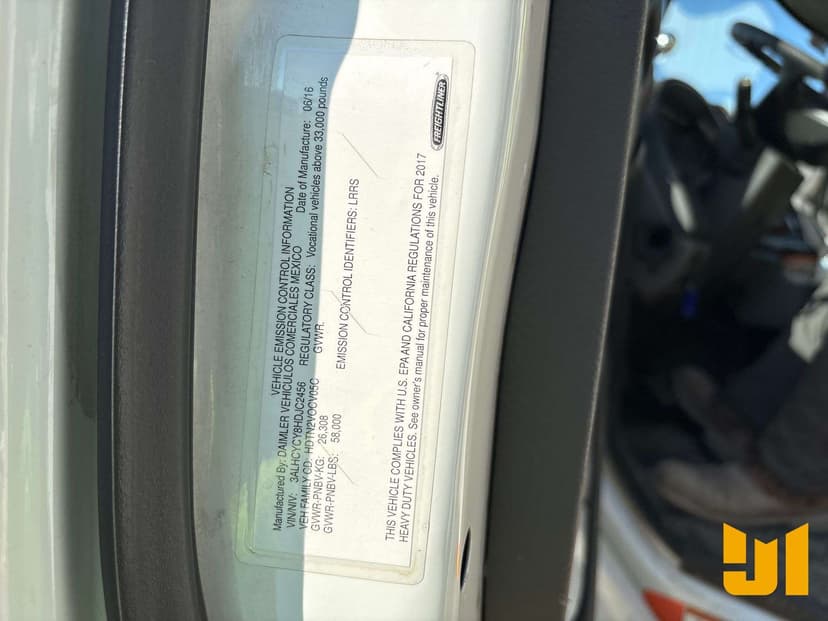 VEHICLE EMISSION CONTROL INFORMATION
Manufactured By: DAIMLER VEHICULOS COMERCIALES MEXICO Date of Manufacture: 06/16
VIN/NIV: 3ALHCYCY8HDJC2456 REGULATORY CLASS: Vocational vehicles above 33,000 pounds
VEH FAMILY CD: HDTN2VOCV05C GVWR.
GVWR-PNBV-KG: 26,308
GVWR-PNBV-LBS: 58,000 EMISSION CONTROL IDENTIFIERS: LRRS
THIS VEHICLE COMPLIES WITH U.S. EPA AND CALIFORNIA REGULATIONS FOR 2017
HEAVY DUTY VEHICLES. See owner's manual for proper maintenance of this vehicle.
FREIGHTLINER